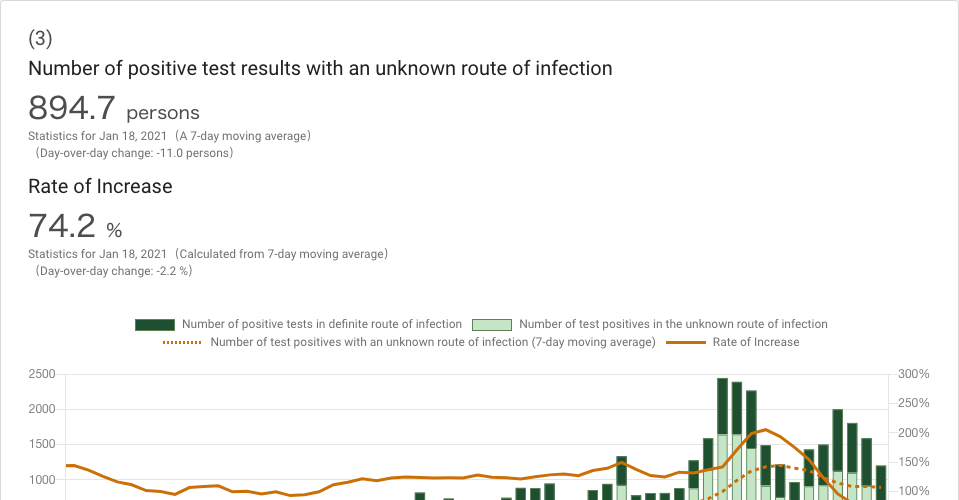 (3)
Number of positive test results with an unknown route of infection
894.7 persons
Statistics for Jan 18, 2021（A 7-day moving average）
（Day-over-day change: -11.0 persons）
Rate of Increase
74.2 %
Statistics for Jan 18, 2021（Calculated from 7-day moving average）
（Day-over-day change: -2.2 %）
Number of positive tests in definite route of infection Number of test positives in the unknown route of infection
Number of test positives with an unknown route of infection (7-day moving average) Rate of Increase
2500 300%
250%
2000
200%
1500
150%
1000
100%